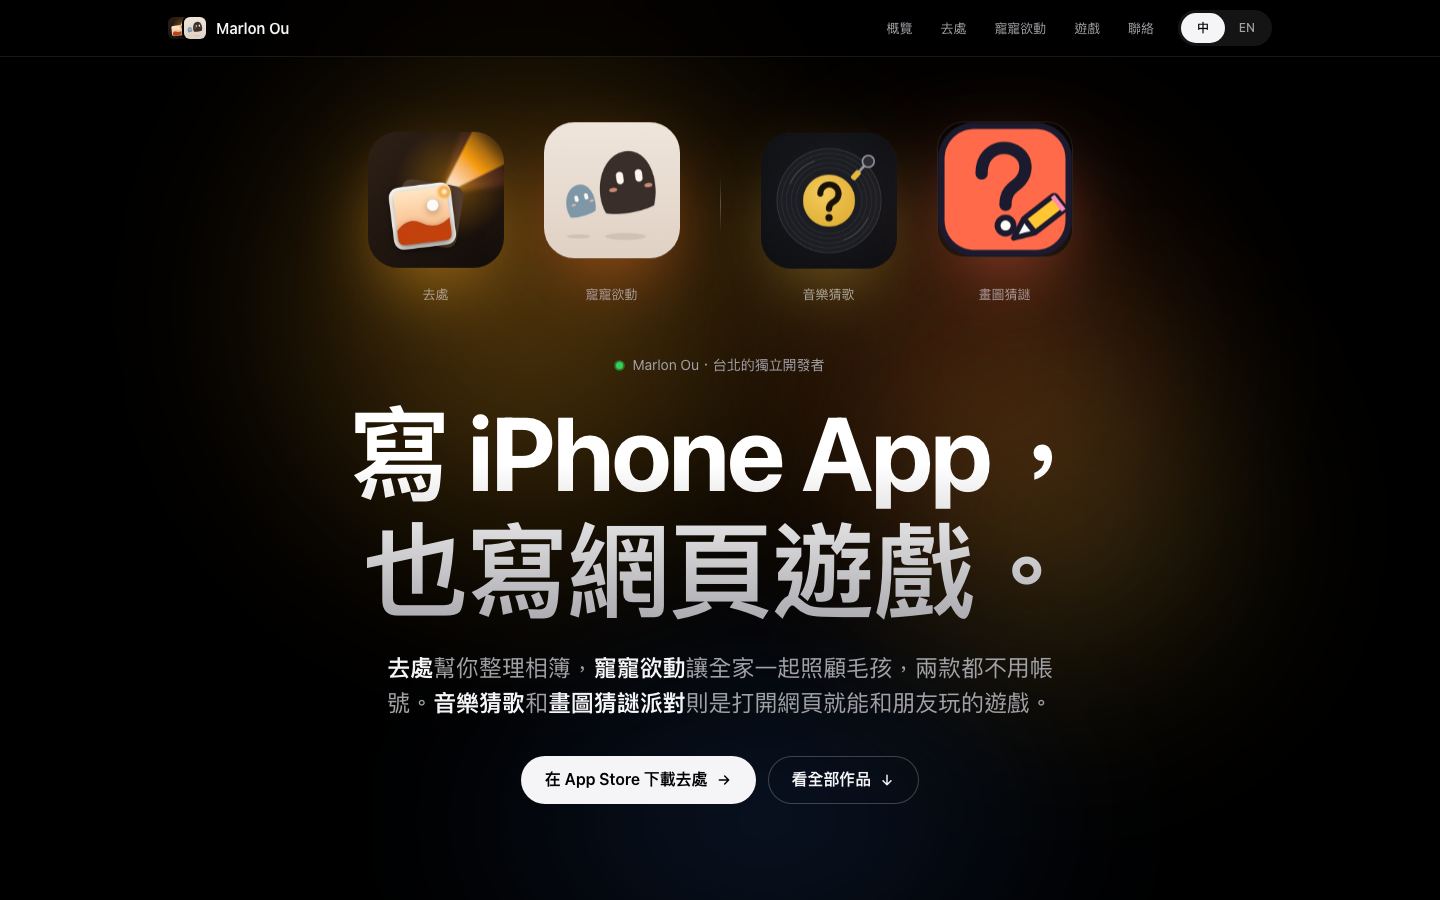 Marlon Ou
概覽
去處
寵寵欲動
遊戲
聯絡
中
EN
去處
寵寵欲動
音樂猜歌
畫圖猜謎
Marlon Ou · 台北的獨立開發者
寫 iPhone App，
也寫網頁遊戲。
去處幫你整理相簿，寵寵欲動讓全家一起照顧毛孩，兩款都不用帳
號。音樂猜歌和畫圖猜謎派對則是打開網頁就能和朋友玩的遊戲。
在 App Store 下載去處 →
看全部作品 ↓